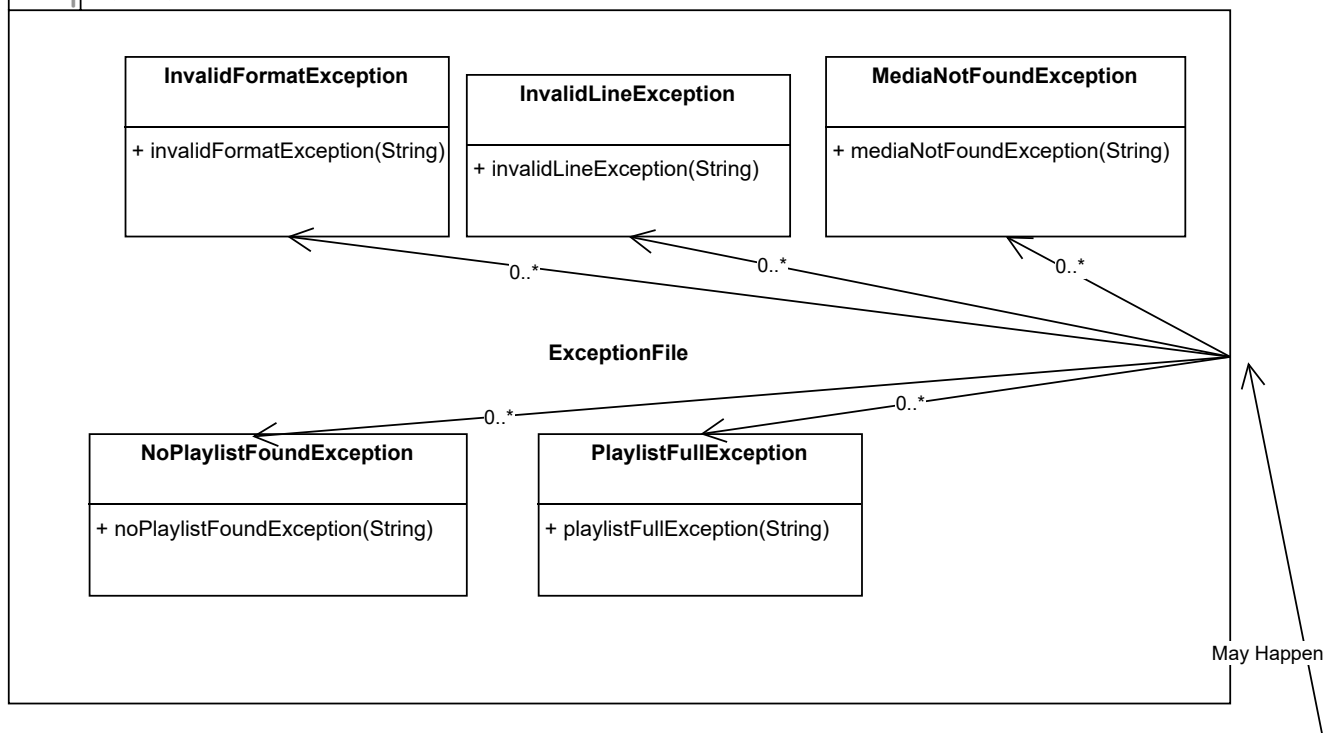 InvalidFormatException
+ invalidFormatException(String)
InvalidLineException
+ invalidLineException(String)
MediaNotFoundException
+ mediaNotFoundException(String)
0..*
0..*
0..*
ExceptionFile
0..*
0..*
NoPlaylistFoundException
+ noPlaylistFoundException(String)
PlaylistFullException
+ playlistFullException(String)
May Happen